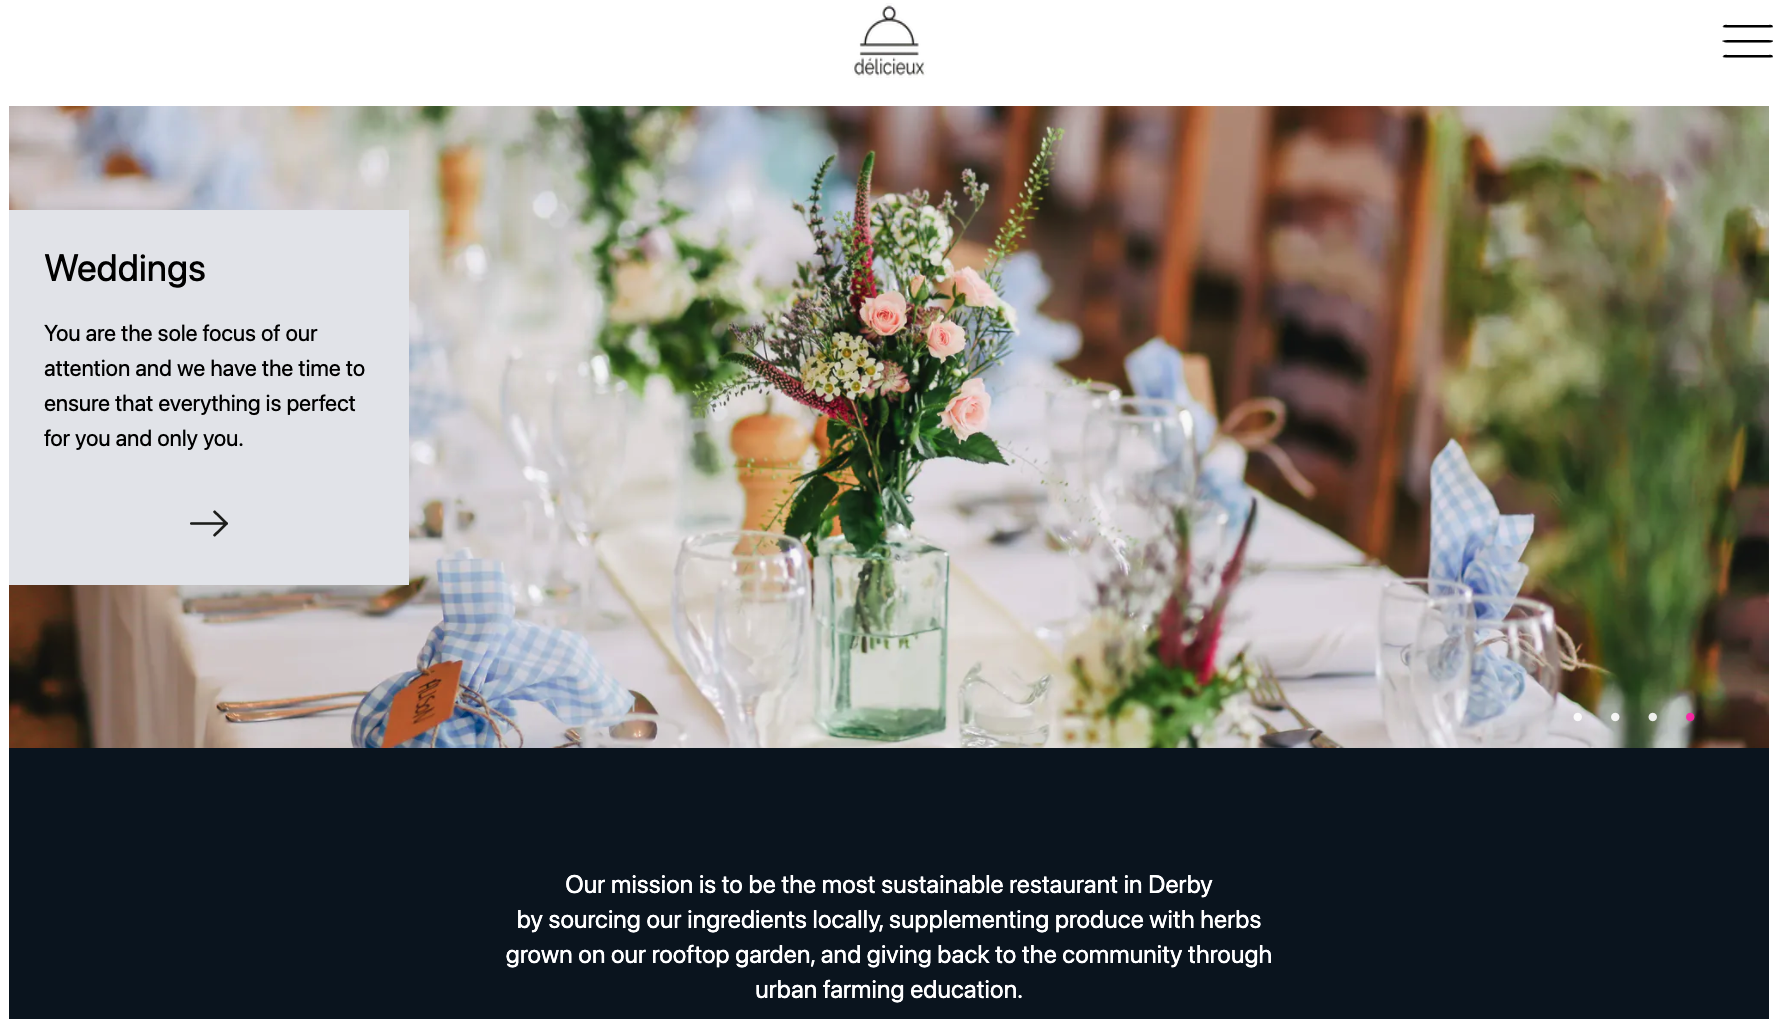 délicieux
Weddings
You are the sole focus of our
attention and we have the time to
ensure that everything is perfect
for you and only you.
Our mission is to be the most sustainable restaurant in Derby
by sourcing our ingredients locally, supplementing produce with herbs
grown on our rooftop garden, and giving back to the community through
urban farming education.